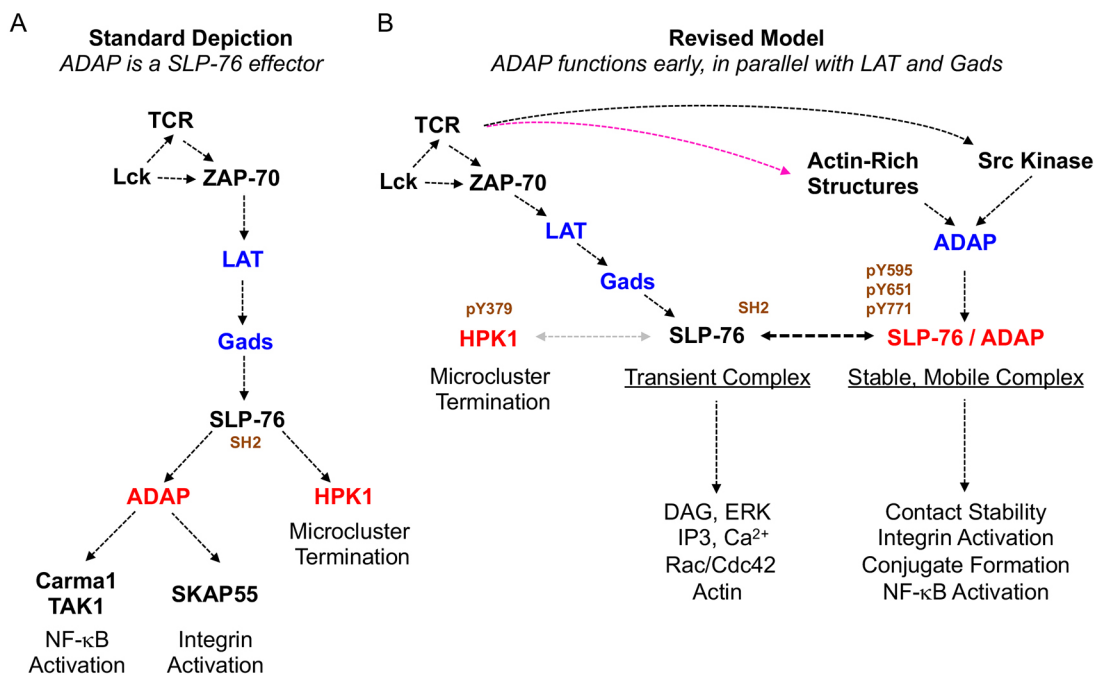 A
Standard Depiction
ADAP is a SLP-76 effector
TCR
Lck
ZAP-70
LAT
Gads
SLP-76
SH2
ADAP
HPK1
Microcluster
Termination
Carma1
TAK1
SKAP55
NF-κB
Activation
Integrin
Activation
B
Revised Model
ADAP functions early, in parallel with LAT and Gads
TCR
Lck
ZAP-70
Actin-Rich
Structures
Src Kinase
LAT
ADAP
Gads
pY595
pY651
pY771
pY379
SH2
HPK1
SLP-76
SLP-76 / ADAP
Microcluster
Termination
Transient Complex
Stable, Mobile Complex
DAG, ERK
IP3, Ca²⁺
Rac/Cdc42
Actin
Contact Stability
Integrin Activation
Conjugate Formation
NF-κB Activation